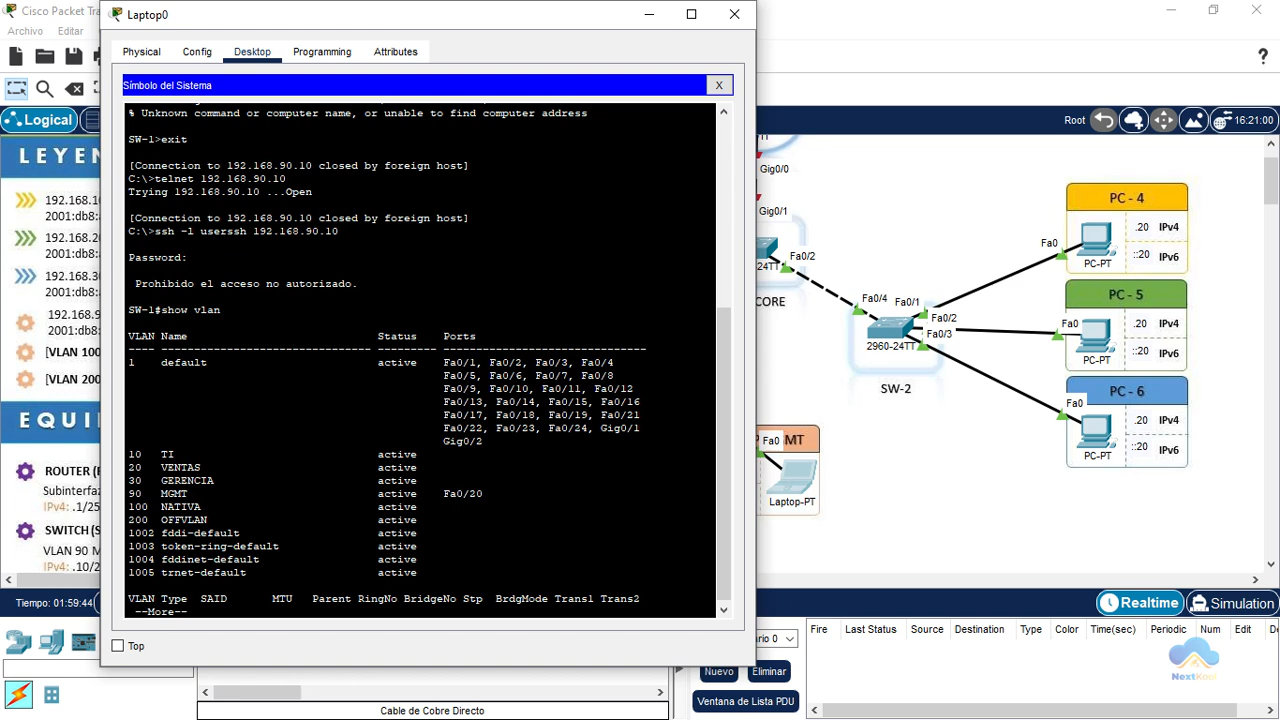 Cisco Packet Tra
Archivo Editar
Laptop0
Physical Config Desktop Programming Attributes
Símbolo del Sistema
X
% Unknown command or computer name, or unable to find computer address
SW-1>exit
[Connection to 192.168.90.10 closed by foreign host]
C:\>telnet 192.168.90.10
Trying 192.168.90.10 ...Open
[Connection to 192.168.90.10 closed by foreign host]
C:\>ssh -l userssh 192.168.90.10
Password:
Prohibido el acceso no autorizado.
SW-1#show vlan
VLAN Name Status Ports
---- -------------------------------- --------- -------------------------------
1 default active Fa0/1, Fa0/2, Fa0/3, Fa0/4
Fa0/5, Fa0/6, Fa0/7, Fa0/8
Fa0/9, Fa0/10, Fa0/11, Fa0/12
Fa0/13, Fa0/14, Fa0/15, Fa0/16
Fa0/17, Fa0/18, Fa0/19, Fa0/21
Fa0/22, Fa0/23, Fa0/24, Gig0/1
Gig0/2
10 TI active
20 VENTAS active
30 GERENCIA active
90 MGMT active Fa0/20
100 NATIVA active
200 OFFVLAN active
1002 fddi-default active
1003 token-ring-default active
1004 fddinet-default active
1005 trnet-default active
VLAN Type SAID MTU Parent RingNo BridgeNo Stp BrdgMode Trans1 Trans2
--More--
Top
Logical
Root
16:21:00
LEYEN
192.168.10
2001:db8:a
192.168.20
2001:db8:
192.168.30
2001:db8:
192.168.9
2001:db8:
[VLAN 100
[VLAN 200
EQUI
ROUTER (R
Subinterfaz
IPv4: .1/25
SWITCH (S
VLAN 90 M
IPv4: .10/2
Gig0/0
Gig0/1
Fa0/2
24TT
CORE
Fa0/4
Fa0/1
Fa0/2
Fa0/3
2960-24TT
SW-2
PC - 4
Fa0
.20 IPv4
::20 IPv6
PC-PT
PC - 5
Fa0
.20 IPv4
::20 IPv6
PC-PT
PC - 6
Fa0
.20 IPv4
::20 IPv6
PC-PT
MT
Fa0
Laptop-PT
Tiempo: 01:59:44
Realtime
Simulation
ario 0
Nuevo
Eliminar
Ventana de Lista PDU
Fire Last Status Source Destination Type Color Time(sec) Periodic Num Edit De
Cable de Cobre Directo
NextKool